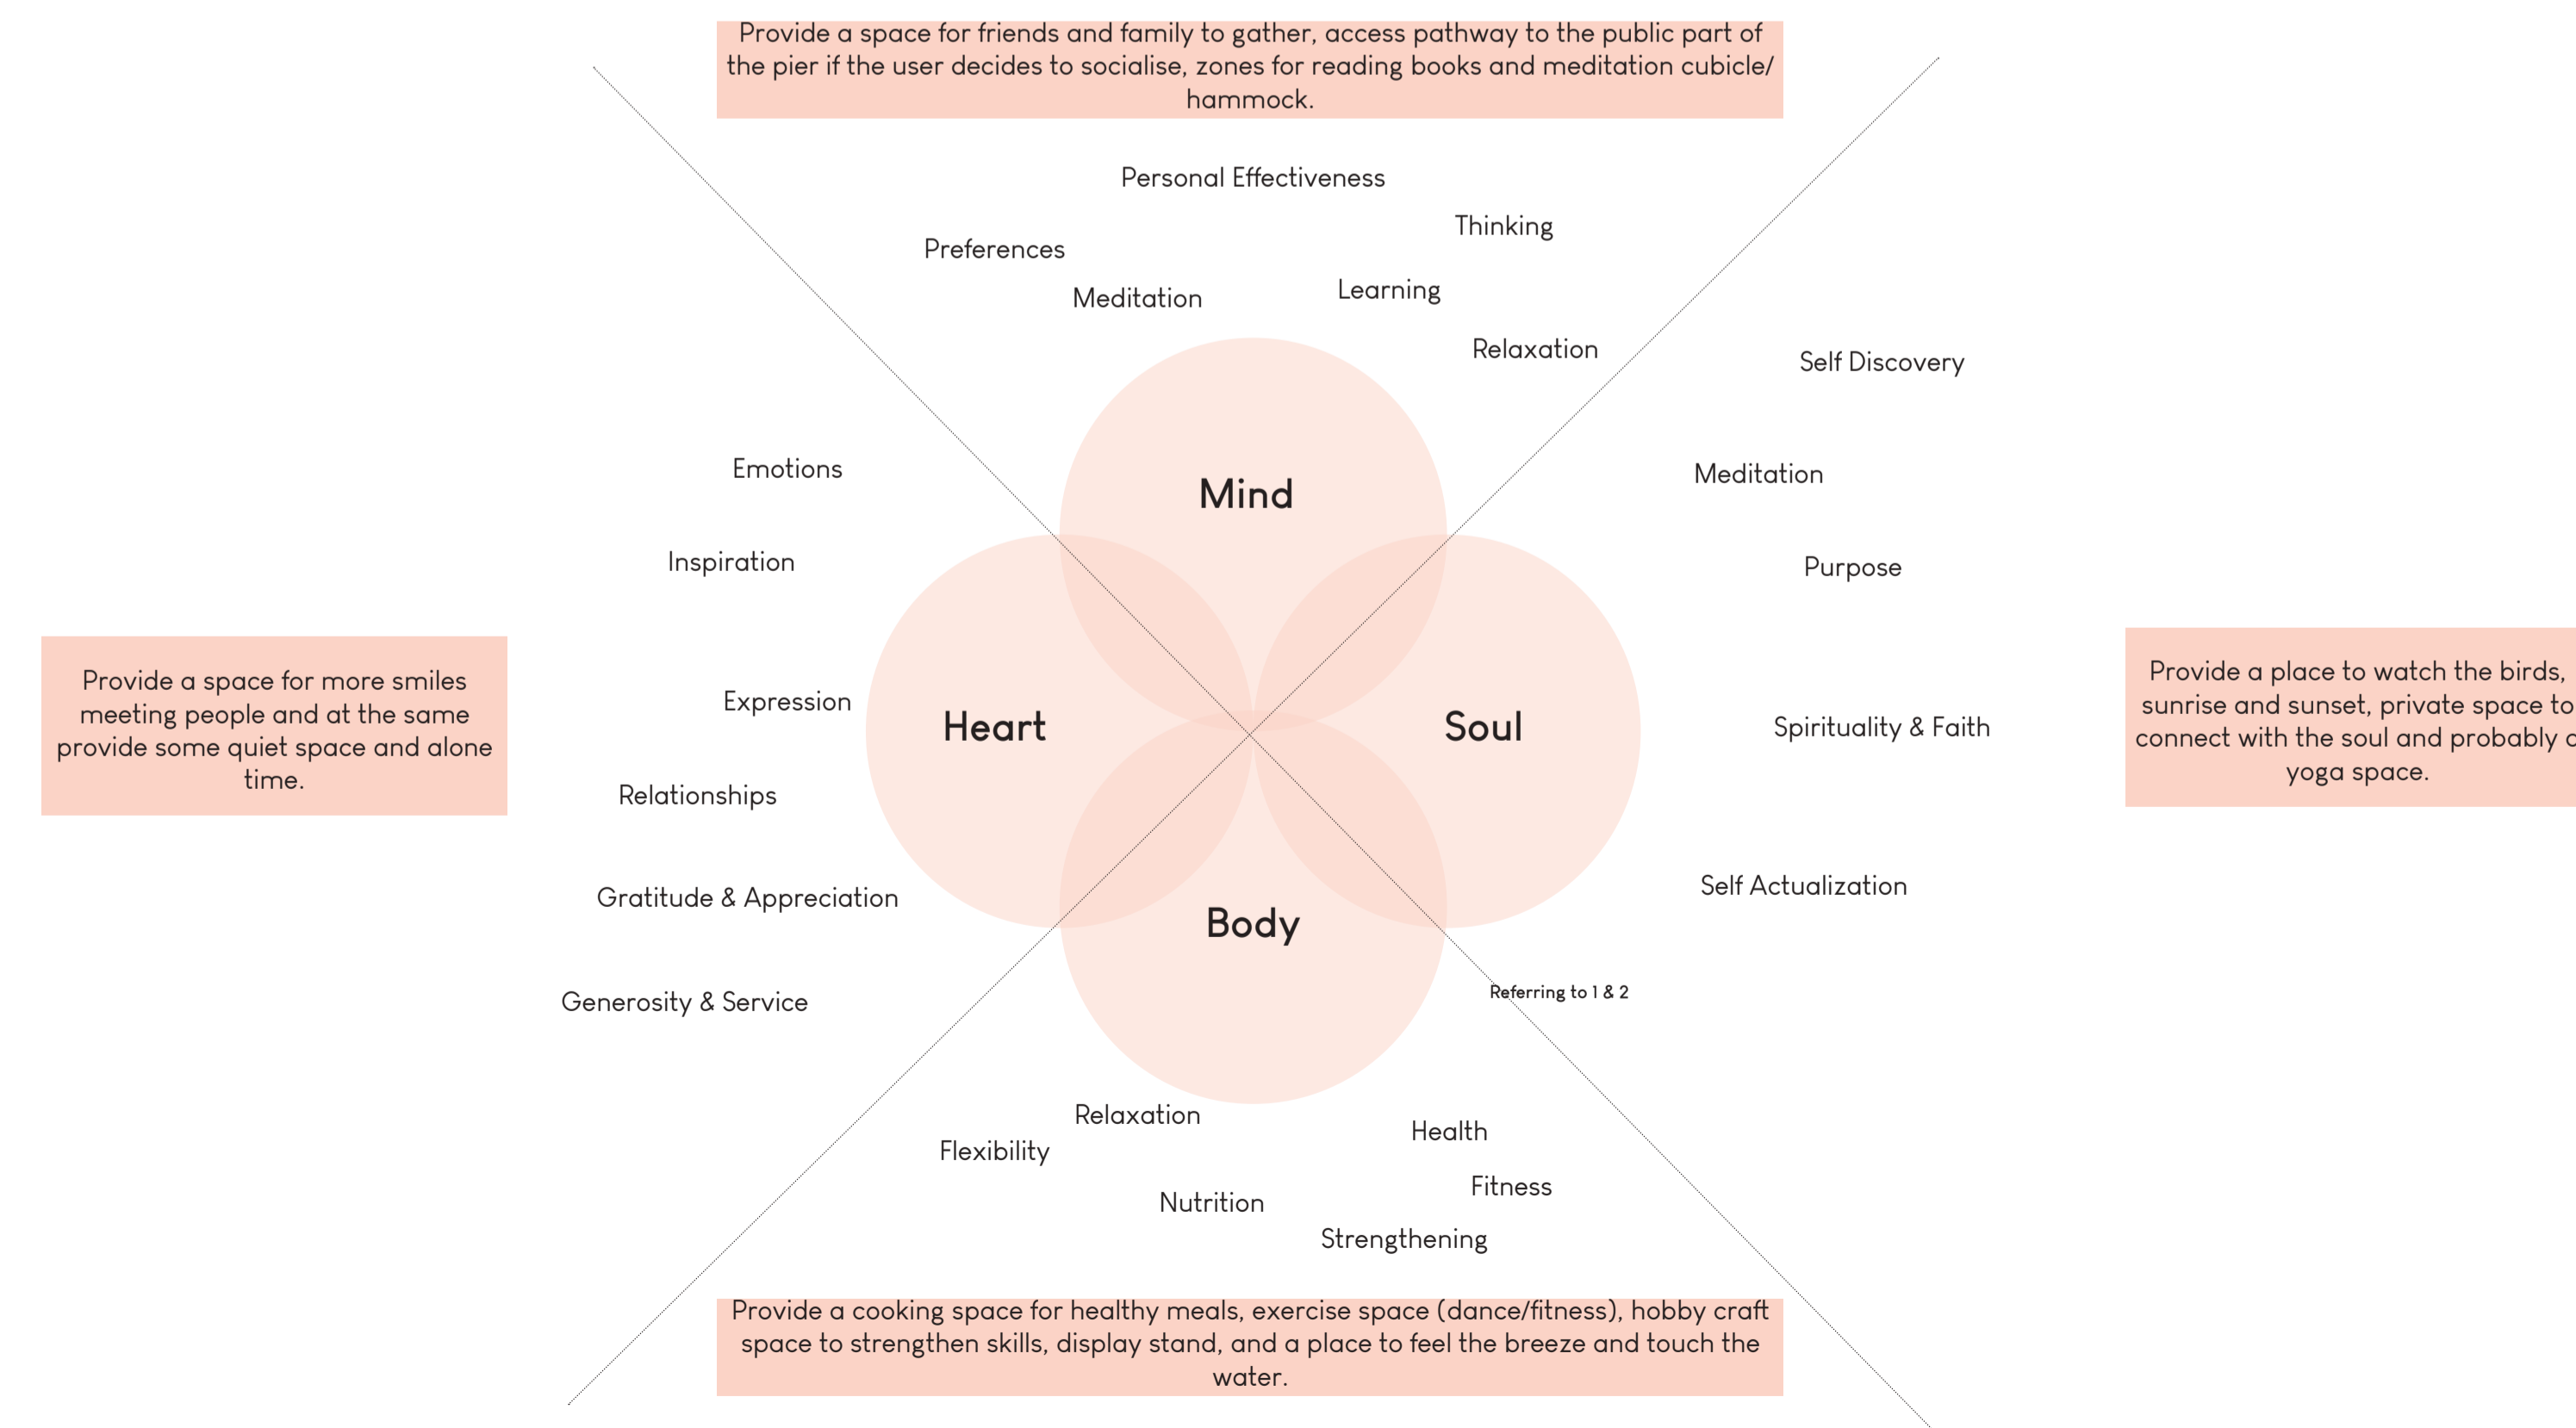 Provide a space for friends and family to gather, access pathway to the public part of
the pier if the user decides to socialise, zones for reading books and meditation cubicle/
hammock.
Personal Effectiveness
Thinking
Preferences
Learning
Meditation
Relaxation
Self Discovery
Emotions
Meditation
Mind
Inspiration
Purpose
Provide a space for more smiles
meeting people and at the same
provide some quiet space and alone
time.
Expression
Heart
Soul
Spirituality & Faith
Provide a place to watch the birds,
sunrise and sunset, private space to
connect with the soul and probably
yoga space.
Relationships
Gratitude & Appreciation
Self Actualization
Body
Generosity & Service
Referring to 1 & 2
Relaxation
Health
Flexibility
Fitness
Nutrition
Strengthening
Provide a cooking space for healthy meals, exercise space (dance/fitness), hobby craft
space to strengthen skills, display stand, and a place to feel the breeze and touch the
water.